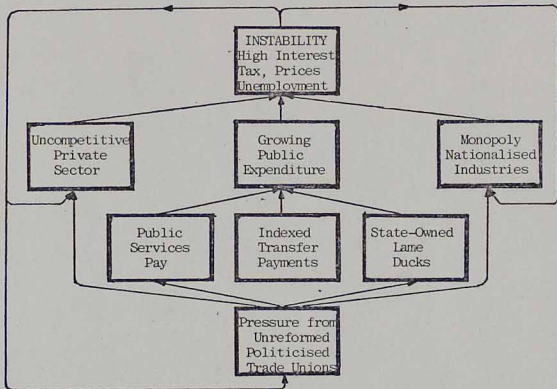 INSTABILITY
High Interest
Tax, Prices
Unemployment
Uncompetitive
Private
Sector
Growing
Public
Expenditure
Monopoly
Nationalised
Industries
Public
Services
Pay
Indexed
Transfer
Payments
State-Owned
Lame
Ducks
Pressure from
Unreformed
Politicised
Trade Unions